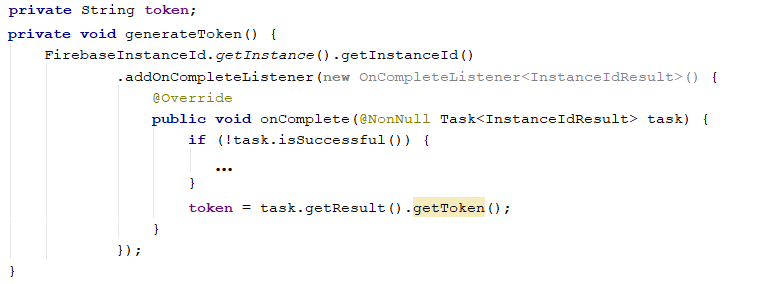 private String token;
private void generateToken() {
    FirebaseInstanceId.getInstance().getInstanceId()
            .addOnCompleteListener(new OnCompleteListener<InstanceIdResult>() {
                @Override
                public void onComplete(@NonNull Task<InstanceIdResult> task) {
                    if (!task.isSuccessful()) {
                        ...
                    }
                    token = task.getResult().getToken();
                }
            });
}